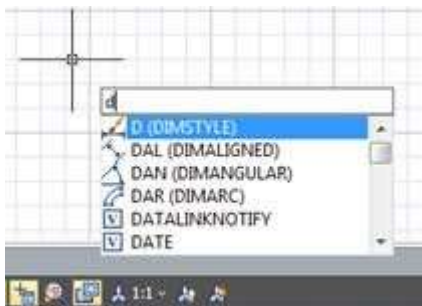 d
D (DIMSTYLE)
DAL (DIMALIGNED)
DAN (DIMANGULAR)
DAR (DIMARC)
V DATALINKNOTIFY
V DATE
1:1